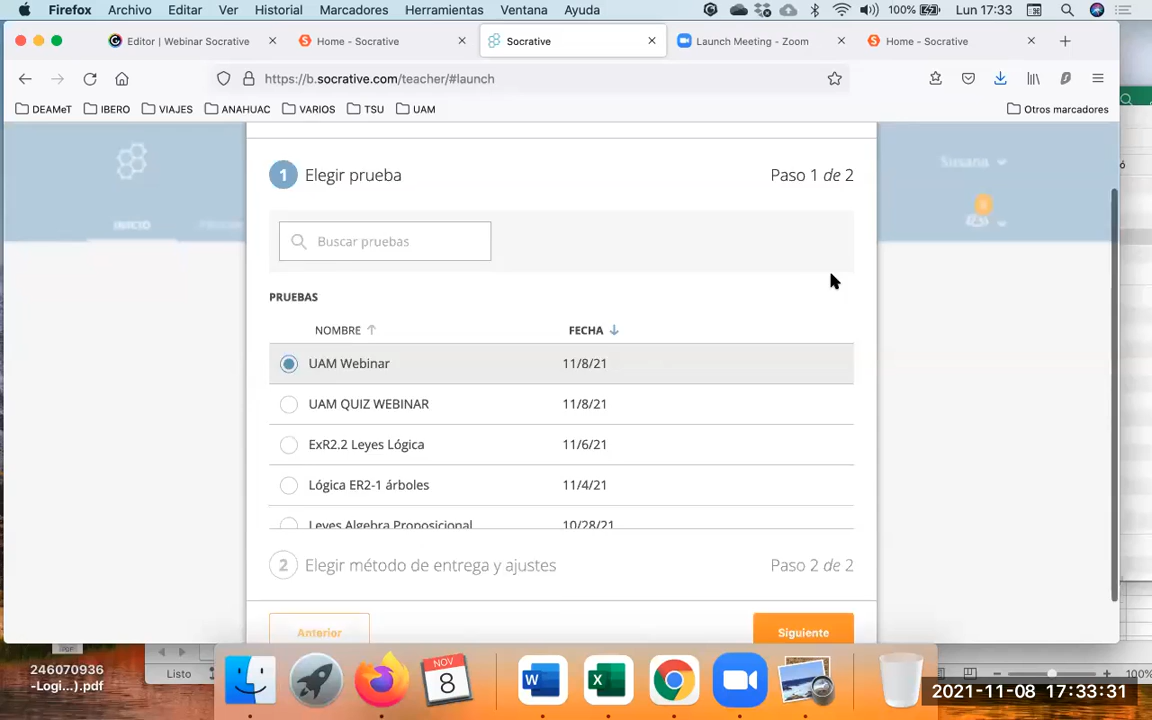 Firefox Archivo Editar Ver Historial Marcadores Herramientas Ventana Ayuda 100% Lun 17:33
Editor | Webinar Socrative Home - Socrative Socrative Launch Meeting - Zoom Home - Socrative
https://b.socrative.com/teacher/#launch
DEAMeT IBERO VIAJES ANAHUAC VARIOS TSU UAM Otros marcadores
1 Elegir prueba Paso 1 de 2
Susana
INICIO
Buscar pruebas
PRUEBAS
NOMBRE FECHA
UAM Webinar 11/8/21
UAM QUIZ WEBINAR 11/8/21
ExR2.2 Leyes Lógica 11/6/21
Lógica ER2-1 árboles 11/4/21
Leyes Algebra Proposicional 10/28/21
2 Elegir método de entrega y ajustes Paso 2 de 2
Anterior Siguiente
PDF
246070936
-Logi...).pdf
Listo
NOV
8
W
X
100%
2021-11-08 17:33:31